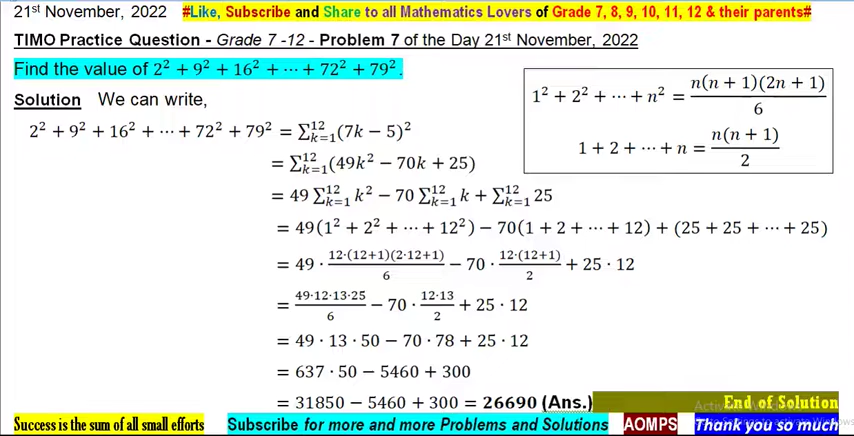 21st November, 2022 #Like, Subscribe and Share to all Mathematics Lovers of Grade 7, 8, 9, 10, 11, 12 & their parents#
TIMO Practice Question - Grade 7 -12 - Problem 7 of the Day 21st November, 2022
Find the value of 2² + 9² + 16² + ⋯ + 72² + 79².
Solution We can write,
1² + 2² + ⋯ + n² = n(n + 1)(2n + 1)/6
1 + 2 + ⋯ + n = n(n + 1)/2
2² + 9² + 16² + ⋯ + 72² + 79² = ∑_{k=1}^{12}(7k − 5)²
= ∑_{k=1}^{12}(49k² − 70k + 25)
= 49 ∑_{k=1}^{12} k² − 70 ∑_{k=1}^{12} k + ∑_{k=1}^{12} 25
= 49(1² + 2² + ⋯ + 12²) − 70(1 + 2 + ⋯ + 12) + (25 + 25 + ⋯ + 25)
= 49 · 12·(12+1)(2·12+1)/6 − 70 · 12·(12+1)/2 + 25 · 12
= 49·12·13·25/6 − 70 · 12·13/2 + 25 · 12
= 49 · 13 · 50 − 70 · 78 + 25 · 12
= 637 · 50 − 5460 + 300
= 31850 − 5460 + 300 = 26690 (Ans.)
End of Solution
Success is the sum of all small efforts Subscribe for more and more Problems and Solutions AOMPS Thank you so much